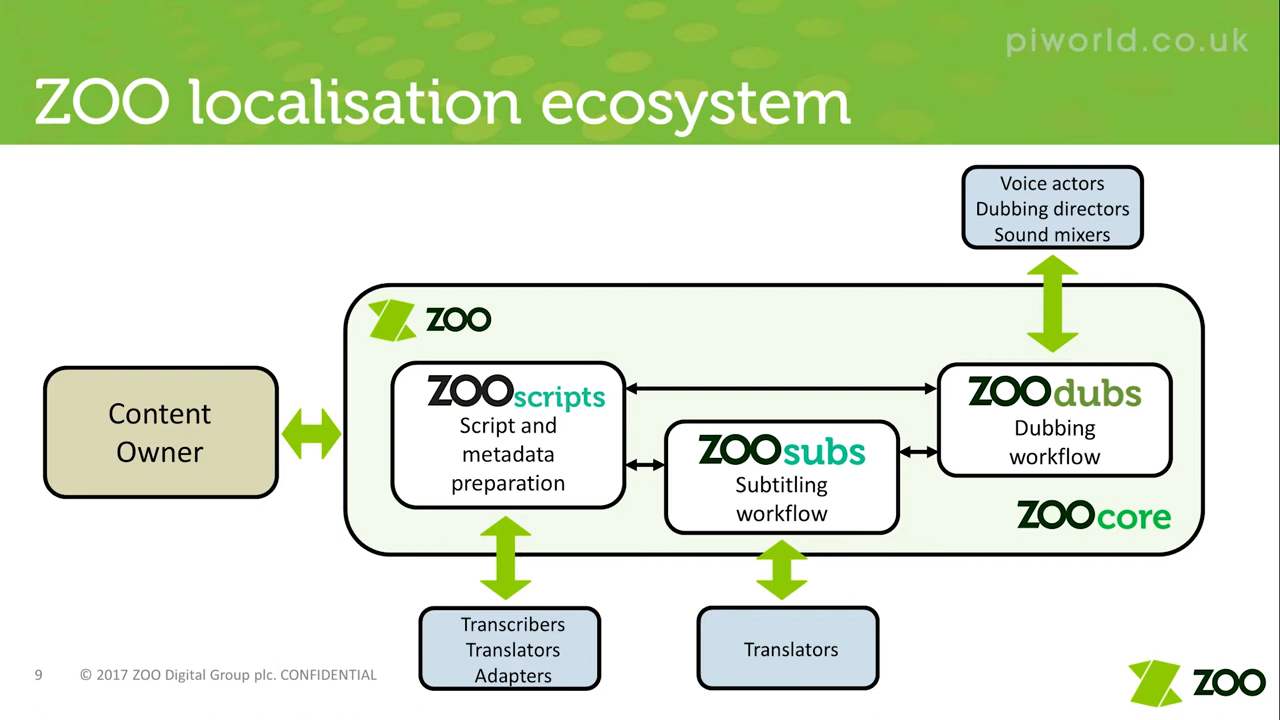 piworld.co.uk
ZOO localisation ecosystem
Voice actors
Dubbing directors
Sound mixers
ZOO
Content
Owner
ZOOscripts
Script and
metadata
preparation
ZOOsubs
Subtitling
workflow
ZOOdubs
Dubbing
workflow
ZOOcore
Transcribers
Translators
Adapters
Translators
9 © 2017 ZOO Digital Group plc. CONFIDENTIAL
ZOO